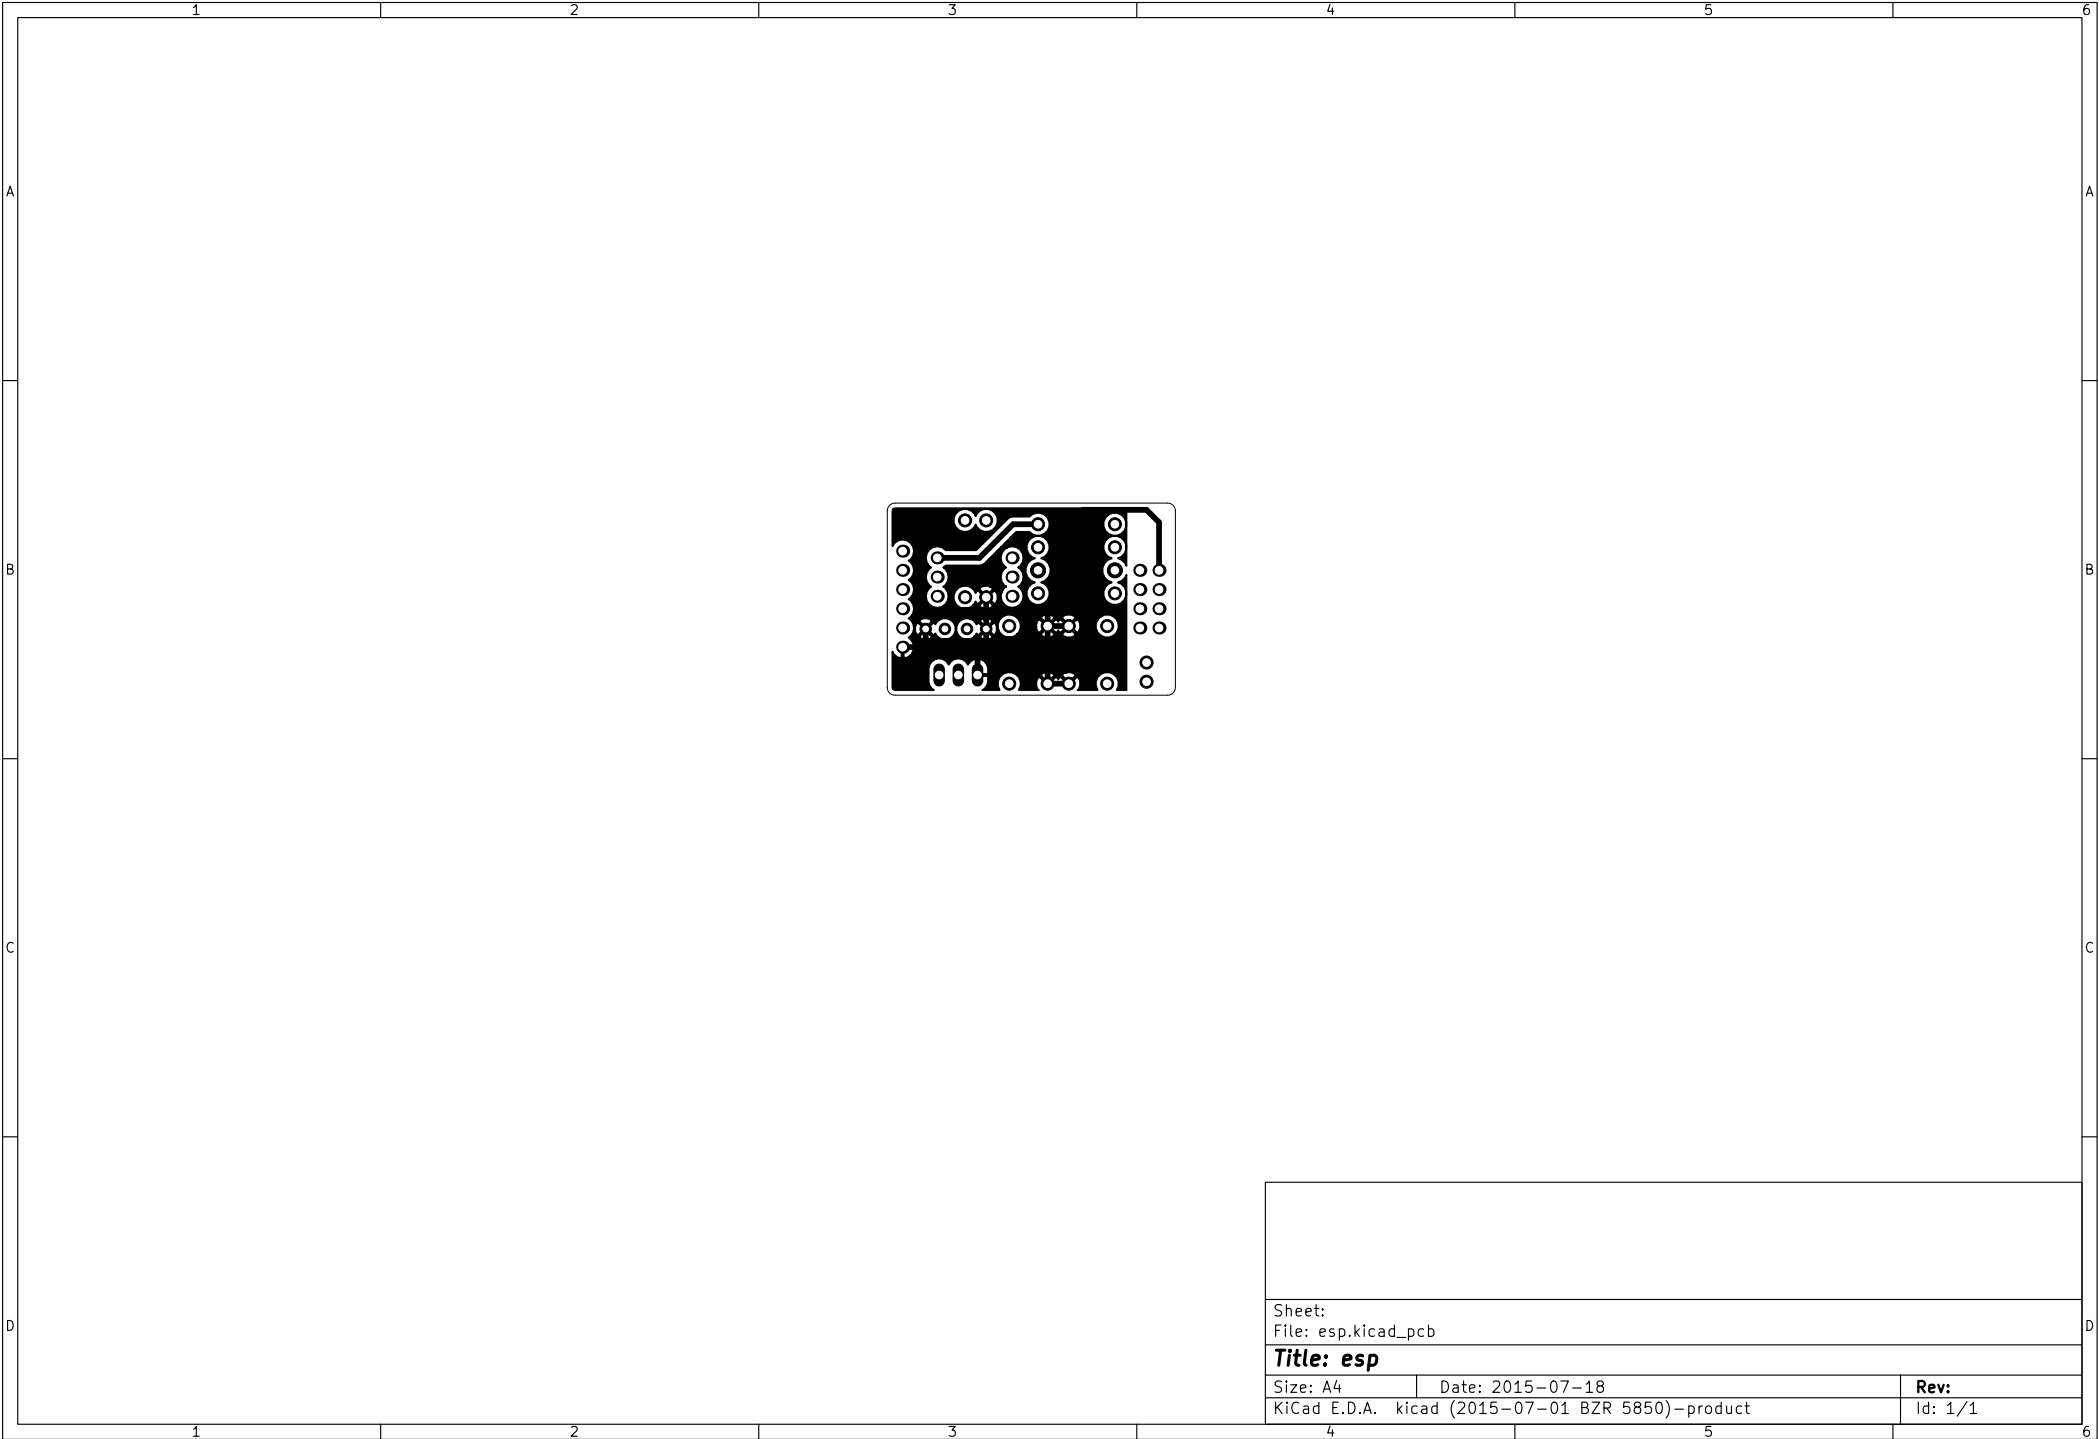 1 2 3 4 5 6
A A
B B
C C
D D
Sheet:
File: esp.kicad_pcb
Title: esp
Size: A4 Date: 2015-07-18 Rev:
KiCad E.D.A. kicad (2015-07-01 BZR 5850)-product Id: 1/1
1 2 3 4 5 6